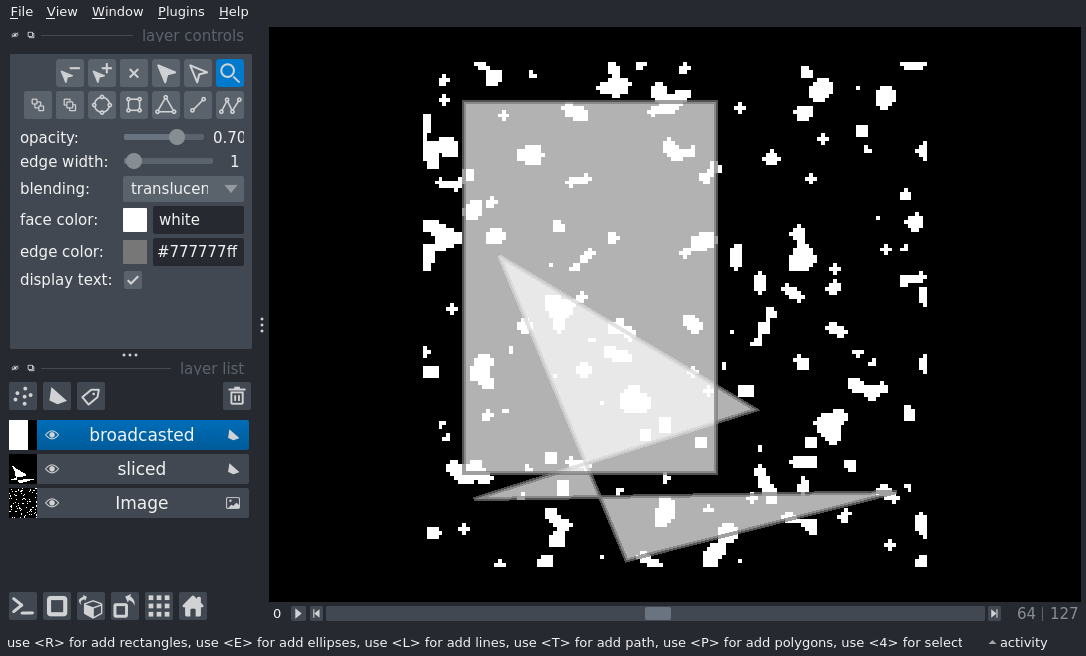 File View Window Plugins Help
layer controls
opacity: 0.70
edge width: 1
blending: translucen
face color: white
edge color: #777777ff
display text:
layer list
broadcasted
sliced
Image
0 64 127
use <R> for add rectangles, use <E> for add ellipses, use <L> for add lines, use <T> for add path, use <P> for add polygons, use <4> for select
activity